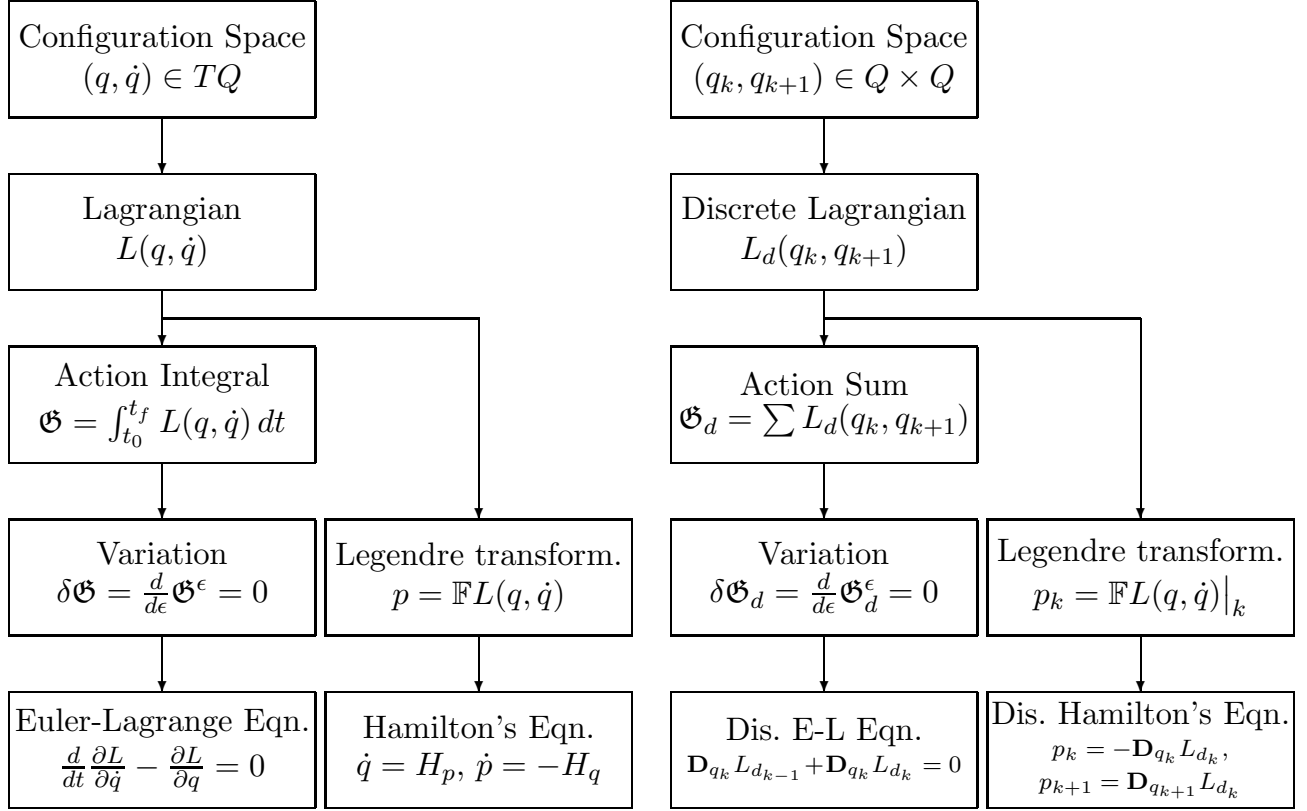 Configuration Space
(q, q̇) ∈ TQ
Lagrangian
L(q, q̇)
Action Integral
𝕲 = ∫_{t_0}^{t_f} L(q, q̇) dt
Variation
δ𝕲 = d/dϵ 𝕲^ϵ = 0
Legendre transform.
p = 𝔽L(q, q̇)
Euler-Lagrange Eqn.
d/dt ∂L/∂q̇ − ∂L/∂q = 0
Hamilton's Eqn.
q̇ = H_p, ṗ = −H_q
Configuration Space
(q_k, q_{k+1}) ∈ Q × Q
Discrete Lagrangian
L_d(q_k, q_{k+1})
Action Sum
𝕲_d = ∑ L_d(q_k, q_{k+1})
Variation
δ𝕲_d = d/dϵ 𝕲_d^ϵ = 0
Legendre transform.
p_k = 𝔽L(q, q̇)|_k
Dis. E-L Eqn.
𝐃_{q_k} L_{d_{k−1}} + 𝐃_{q_k} L_{d_k} = 0
Dis. Hamilton's Eqn.
p_k = −𝐃_{q_k} L_{d_k},
p_{k+1} = 𝐃_{q_{k+1}} L_{d_k}